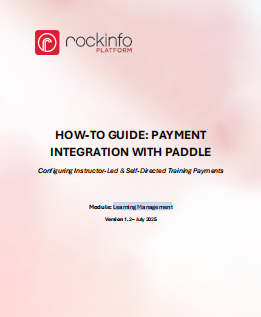 rockinfo
PLATFORM
HOW-TO GUIDE: PAYMENT
INTEGRATION WITH PADDLE
Configuring Instructor-Led & Self-Directed Training Payments
Module: Learning Management
Version 1.2 – July 2025